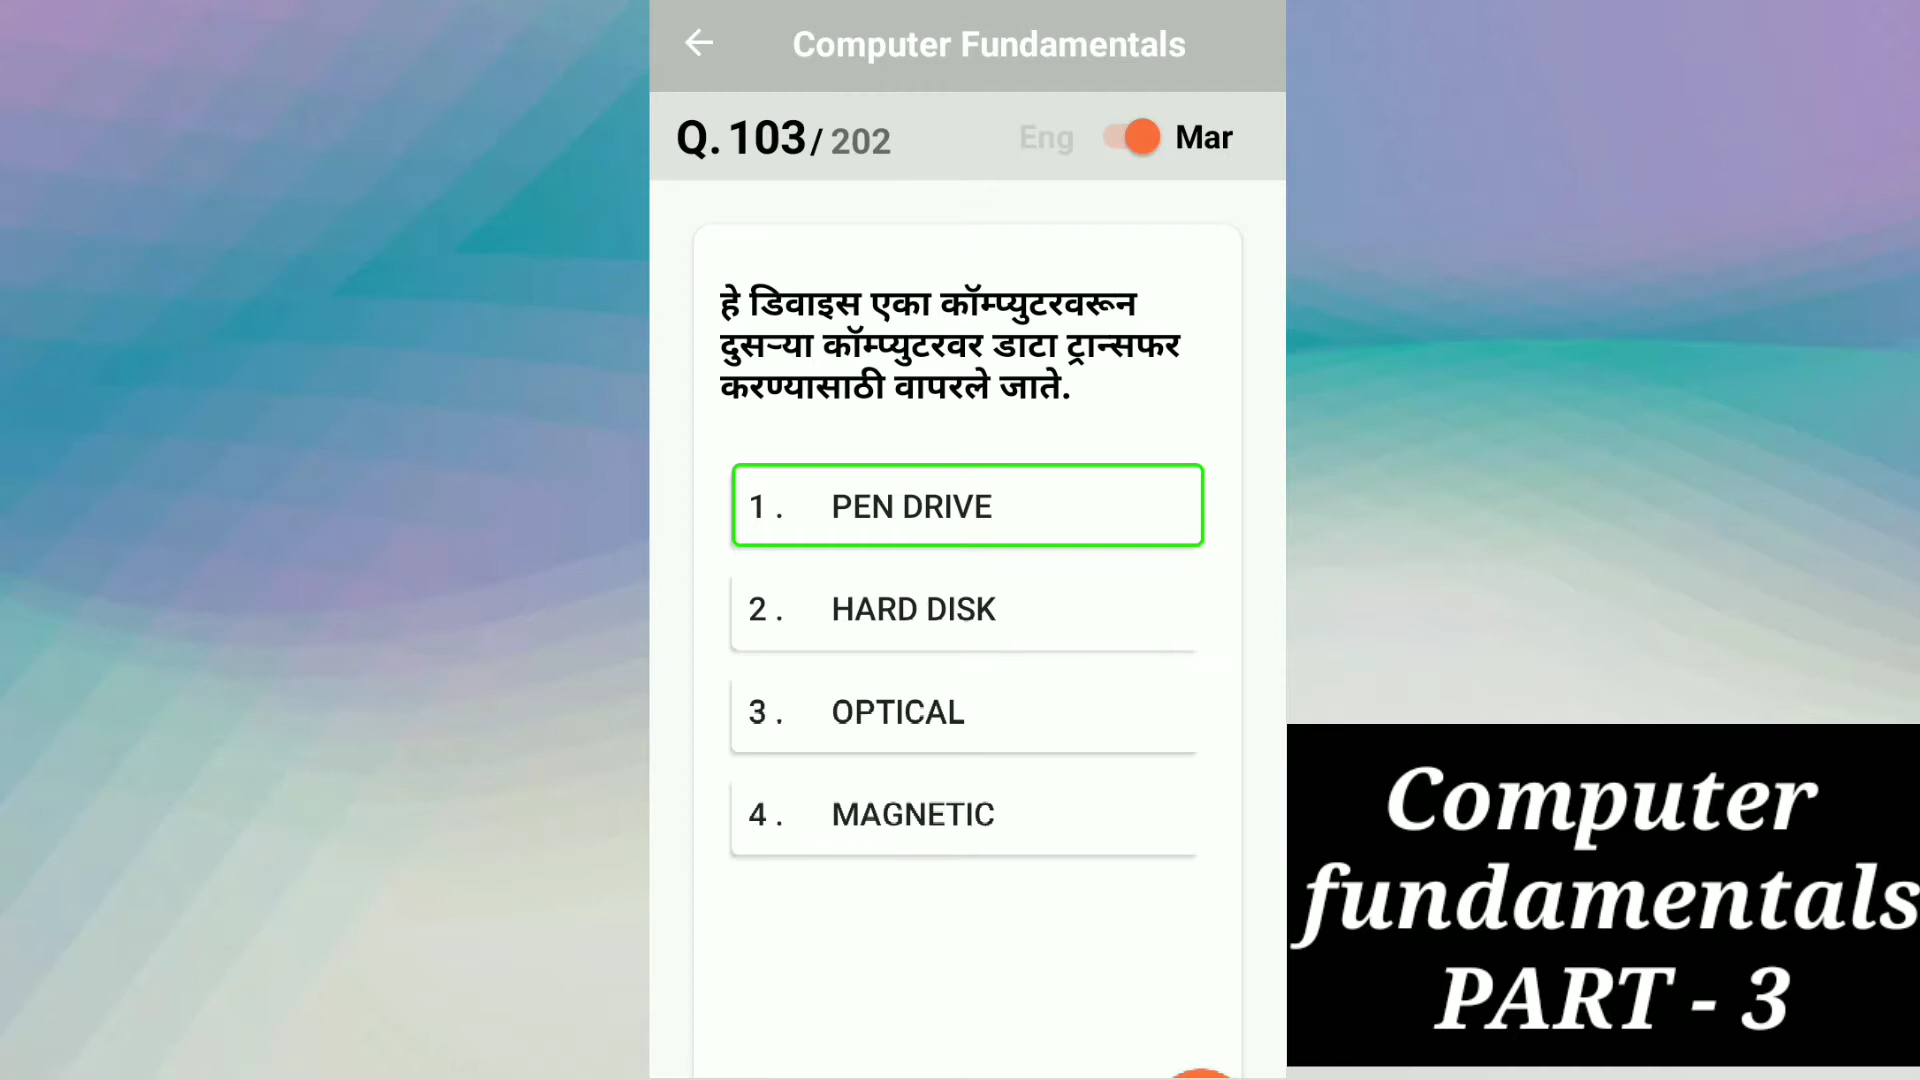 Computer Fundamentals
Q. 103/ 202 Eng Mar
हे डिवाइस एका कॉम्प्युटरवरून
दुसऱ्या कॉम्प्युटरवर डाटा ट्रान्सफर
करण्यासाठी वापरले जाते.
1 . PEN DRIVE
2 . HARD DISK
3 . OPTICAL
4 . MAGNETIC
Computer
fundamentals
PART - 3